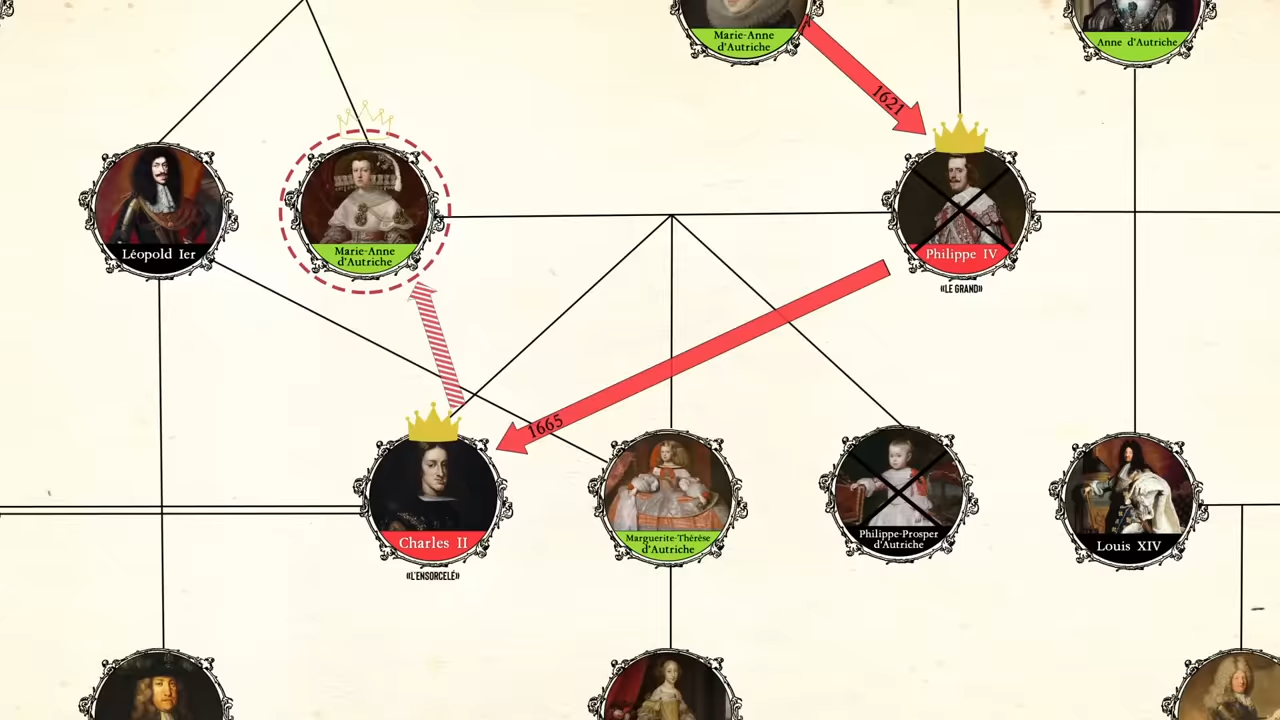 Marie-Anne
d'Autriche
Anne d'Autriche
1621
Léopold Ier
Marie-Anne
d'Autriche
Philippe IV
«LE GRAND»
1665
Charles II
«L'ENSORCELÉ»
Marguerite-Thérèse
d'Autriche
Philippe-Prosper
d'Autriche
Louis XIV